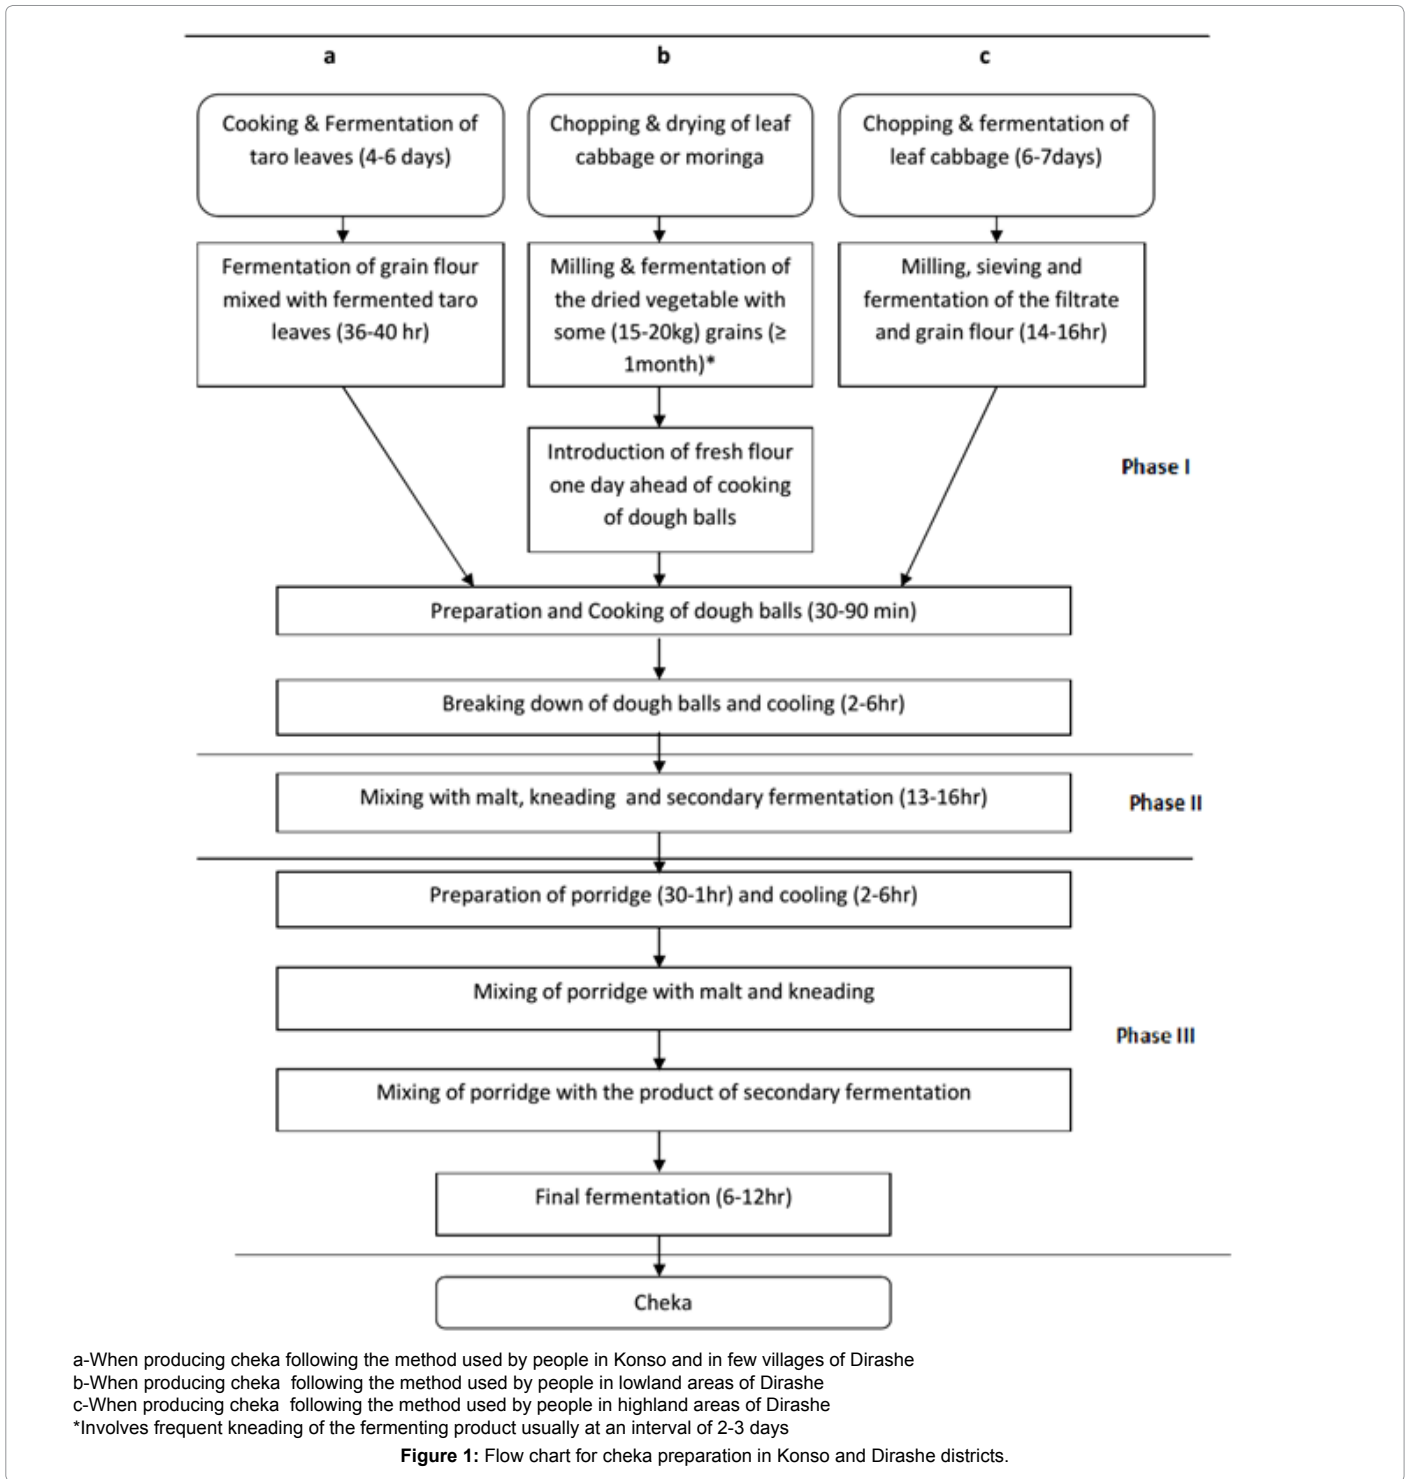 a
b
c
Cooking & Fermentation of
taro leaves (4-6 days)
Chopping & drying of leaf
cabbage or moringa
Chopping & fermentation of
leaf cabbage (6-7days)
Fermentation of grain flour
mixed with fermented taro
leaves (36-40 hr)
Milling & fermentation of
the dried vegetable with
some (15-20kg) grains (≥
1month)*
Milling, sieving and
fermentation of the filtrate
and grain flour (14-16hr)
Introduction of fresh flour
one day ahead of cooking
of dough balls
Phase I
Preparation and Cooking of dough balls (30-90 min)
Breaking down of dough balls and cooling (2-6hr)
Mixing with malt, kneading and secondary fermentation (13-16hr)
Phase II
Preparation of porridge (30-1hr) and cooling (2-6hr)
Mixing of porridge with malt and kneading
Phase III
Mixing of porridge with the product of secondary fermentation
Final fermentation (6-12hr)
Cheka
a-When producing cheka following the method used by people in Konso and in few villages of Dirashe
b-When producing cheka following the method used by people in lowland areas of Dirashe
c-When producing cheka following the method used by people in highland areas of Dirashe
*Involves frequent kneading of the fermenting product usually at an interval of 2-3 days
Figure 1: Flow chart for cheka preparation in Konso and Dirashe districts.